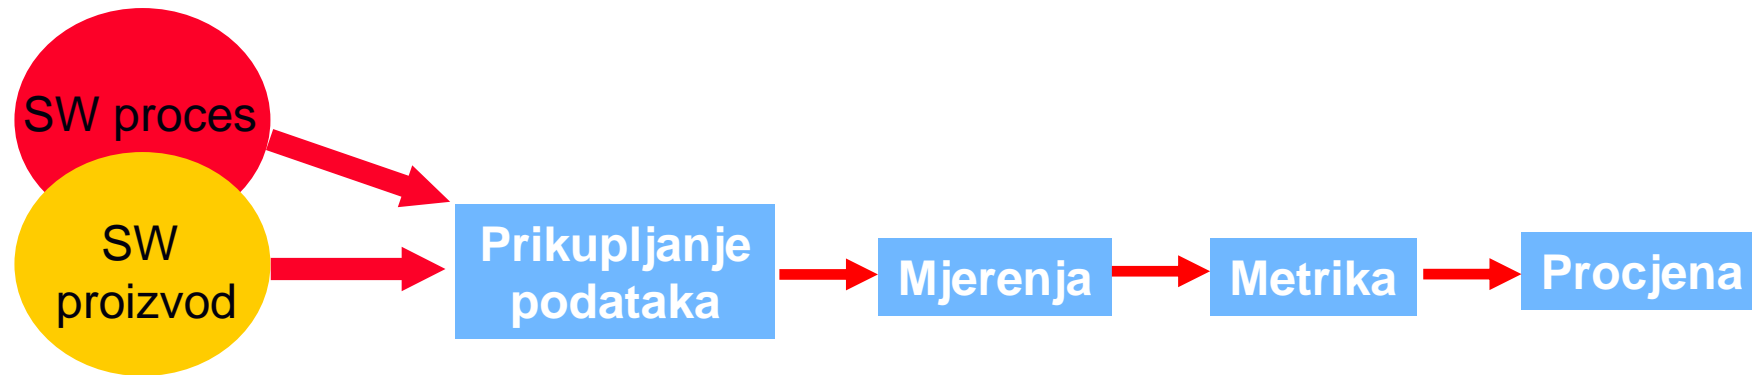 SW proces
SW
proizvod
Prikupljanje
podataka
Mjerenja
Metrika
Procjena